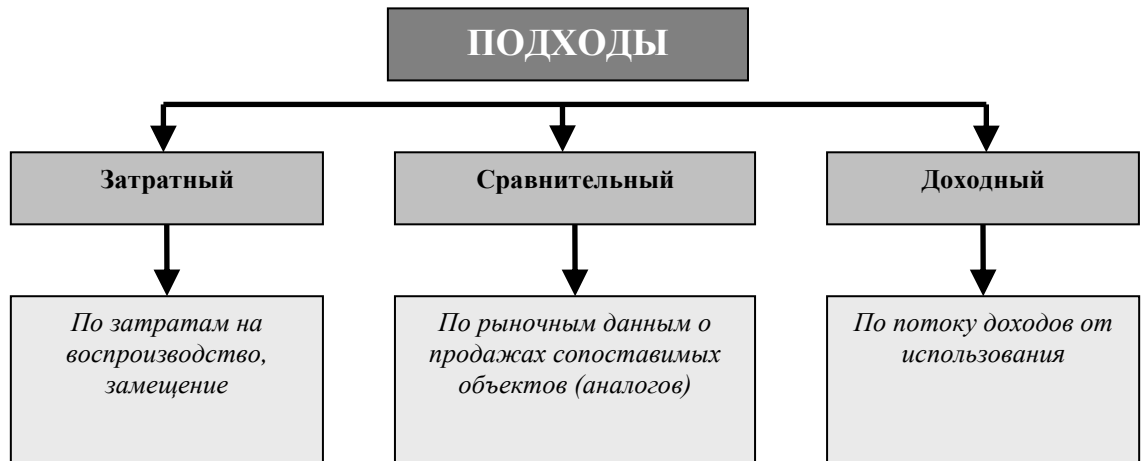 ПОДХОДЫ
Затратный
Сравнительный
Доходный
По затратам на
воспроизводство,
замещение
По рыночным данным о
продажах сопоставимых
объектов (аналогов)
По потоку доходов от
использования